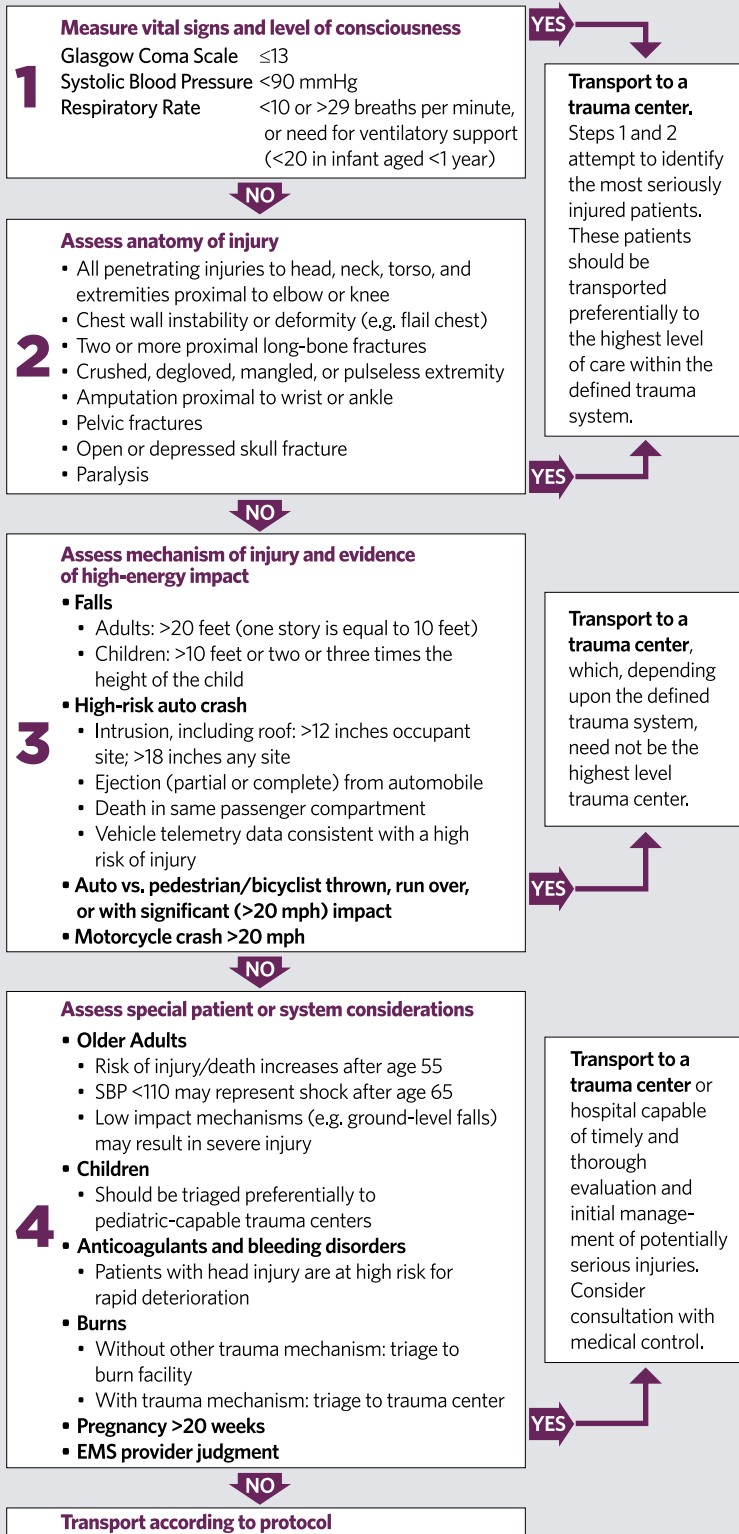 Measure vital signs and level of consciousness
1
Glasgow Coma Scale ≤13
Systolic Blood Pressure <90 mmHg
Respiratory Rate <10 or >29 breaths per minute,
or need for ventilatory support
(<20 in infant aged <1 year)
YES
Transport to a
trauma center.
Steps 1 and 2
attempt to identify
the most seriously
injured patients.
These patients
should be
transported
preferentially to
the highest level
of care within the
defined trauma
system.
NO
Assess anatomy of injury
2
• All penetrating injuries to head, neck, torso, and
extremities proximal to elbow or knee
• Chest wall instability or deformity (e.g. flail chest)
• Two or more proximal long-bone fractures
• Crushed, degloved, mangled, or pulseless extremity
• Amputation proximal to wrist or ankle
• Pelvic fractures
• Open or depressed skull fracture
• Paralysis
YES
NO
Assess mechanism of injury and evidence
of high-energy impact
3
• Falls
• Adults: >20 feet (one story is equal to 10 feet)
• Children: >10 feet or two or three times the
height of the child
• High-risk auto crash
• Intrusion, including roof: >12 inches occupant
site; >18 inches any site
• Ejection (partial or complete) from automobile
• Death in same passenger compartment
• Vehicle telemetry data consistent with a high
risk of injury
• Auto vs. pedestrian/bicyclist thrown, run over,
or with significant (>20 mph) impact
• Motorcycle crash >20 mph
YES
Transport to a
trauma center,
which, depending
upon the defined
trauma system,
need not be the
highest level
trauma center.
NO
Assess special patient or system considerations
4
• Older Adults
• Risk of injury/death increases after age 55
• SBP <110 may represent shock after age 65
• Low impact mechanisms (e.g. ground-level falls)
may result in severe injury
• Children
• Should be triaged preferentially to
pediatric-capable trauma centers
• Anticoagulants and bleeding disorders
• Patients with head injury are at high risk for
rapid deterioration
• Burns
• Without other trauma mechanism: triage to
burn facility
• With trauma mechanism: triage to trauma center
• Pregnancy >20 weeks
• EMS provider judgment
YES
Transport to a
trauma center or
hospital capable
of timely and
thorough
evaluation and
initial manage-
ment of potentially
serious injuries.
Consider
consultation with
medical control.
NO
Transport according to protocol